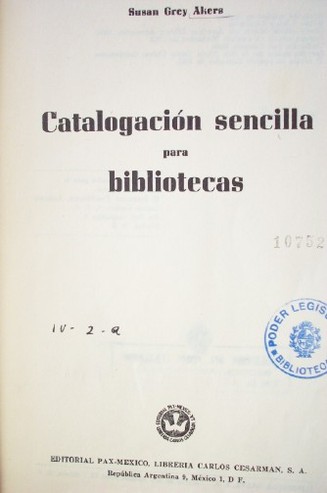 Susan Grey Akers
Catalogación sencilla
para
bibliotecas
10752
IV- 2-a
PODER LEGIS
BIBLIOTECA
EDITORIAL PAX-MEXICO, LIBRERIA CARLOS CESARMAN, S. A.
República Argentina 9, México 1, D F.